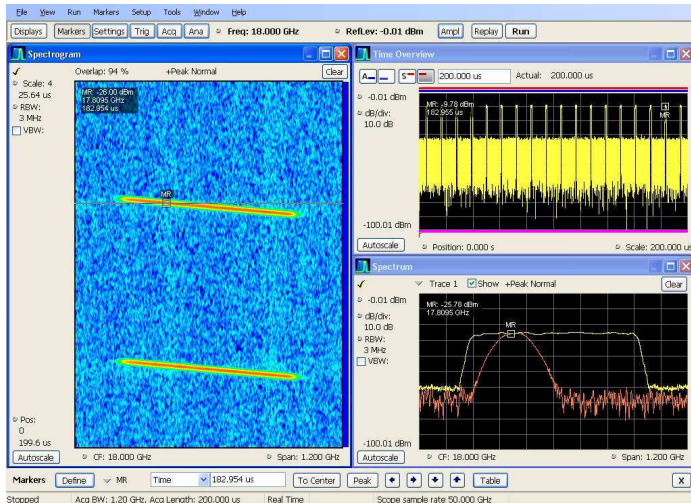 File View Run Markers Setup Tools Window Help
Displays Markers Settings Trig Acq Ana Freq: 18.000 GHz RefLev: -0.01 dBm Ampl Replay Run
Spectrogram
Overlap: 94 % +Peak Normal Clear
Scale: 4
25.64 us
RBW:
3 MHz
VBW:
MR: -26.00 dBm
17.8095 GHz
182.954 us
MR
Pos:
0
199.6 us
Autoscale CF: 18.000 GHz Span: 1.200 GHz
Time Overview
A S 200.000 us Actual: 200.000 us
-0.01 dBm
dB/div:
10.0 dB
MR: -9.78 dBm
182.955 us
MR
-100.01 dBm
Autoscale Position: 0.000 s Scale: 200.000 us
Spectrum
Trace 1 Show +Peak Normal Clear
-0.01 dBm
dB/div:
10.0 dB
RBW:
3 MHz
VBW:
MR: -25.78 dBm
17.8095 GHz
MR
-100.01 dBm
Autoscale CF: 18.000 GHz Span: 1.200 GHz
Markers Define MR Time 182.954 us To Center Peak Table X
Stopped Acq BW: 1.20 GHz, Acq Length: 200.000 us Real Time Scope sample rate 50.000 GHz